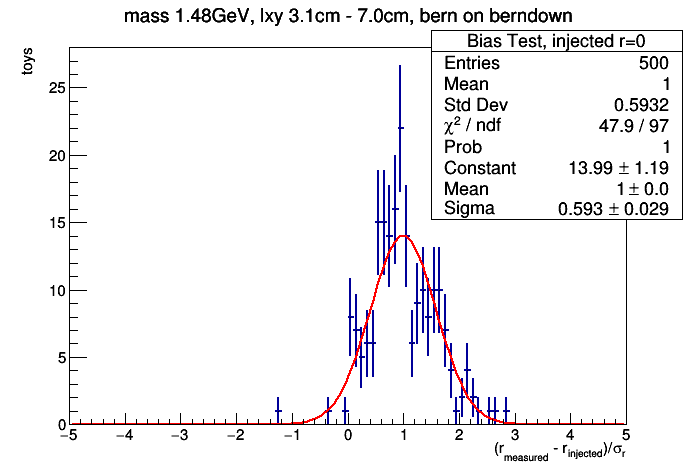 mass 1.48GeV, lxy 3.1cm - 7.0cm, bern on berndown
toys
Bias Test, injected r=0
Entries 500
Mean 1
Std Dev 0.5932
χ² / ndf 47.9 / 97
Prob 1
Constant 13.99 ± 1.19
Mean 1 ± 0.0
Sigma 0.593 ± 0.029
25
20
15
10
5
0
−5 −4 −3 −2 −1 0 1 2 3 4 5
(r_measured - r_injected)/σ_r